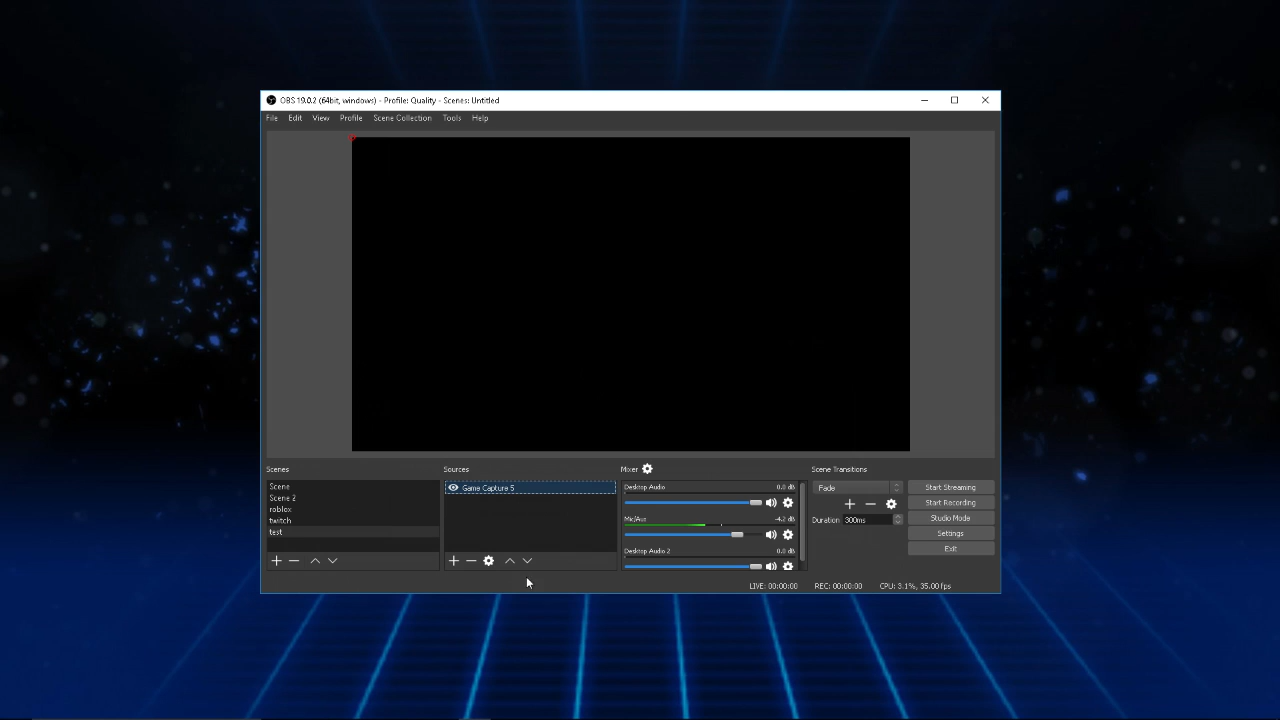 OBS 19.0.2 (64bit, windows) - Profile: Quality - Scenes: Untitled
File Edit View Profile Scene Collection Tools Help
Scenes
Scene
Scene 2
roblox
twitch
test
Sources
Game Capture 5
Mixer
Desktop Audio 0.0 dB
Mic/Aux -4.2 dB
Desktop Audio 2 0.0 dB
Scene Transitions
Fade
Duration 300ms
Start Streaming
Start Recording
Studio Mode
Settings
Exit
LIVE: 00:00:00 REC: 00:00:00 CPU: 3.1%, 35.00 fps